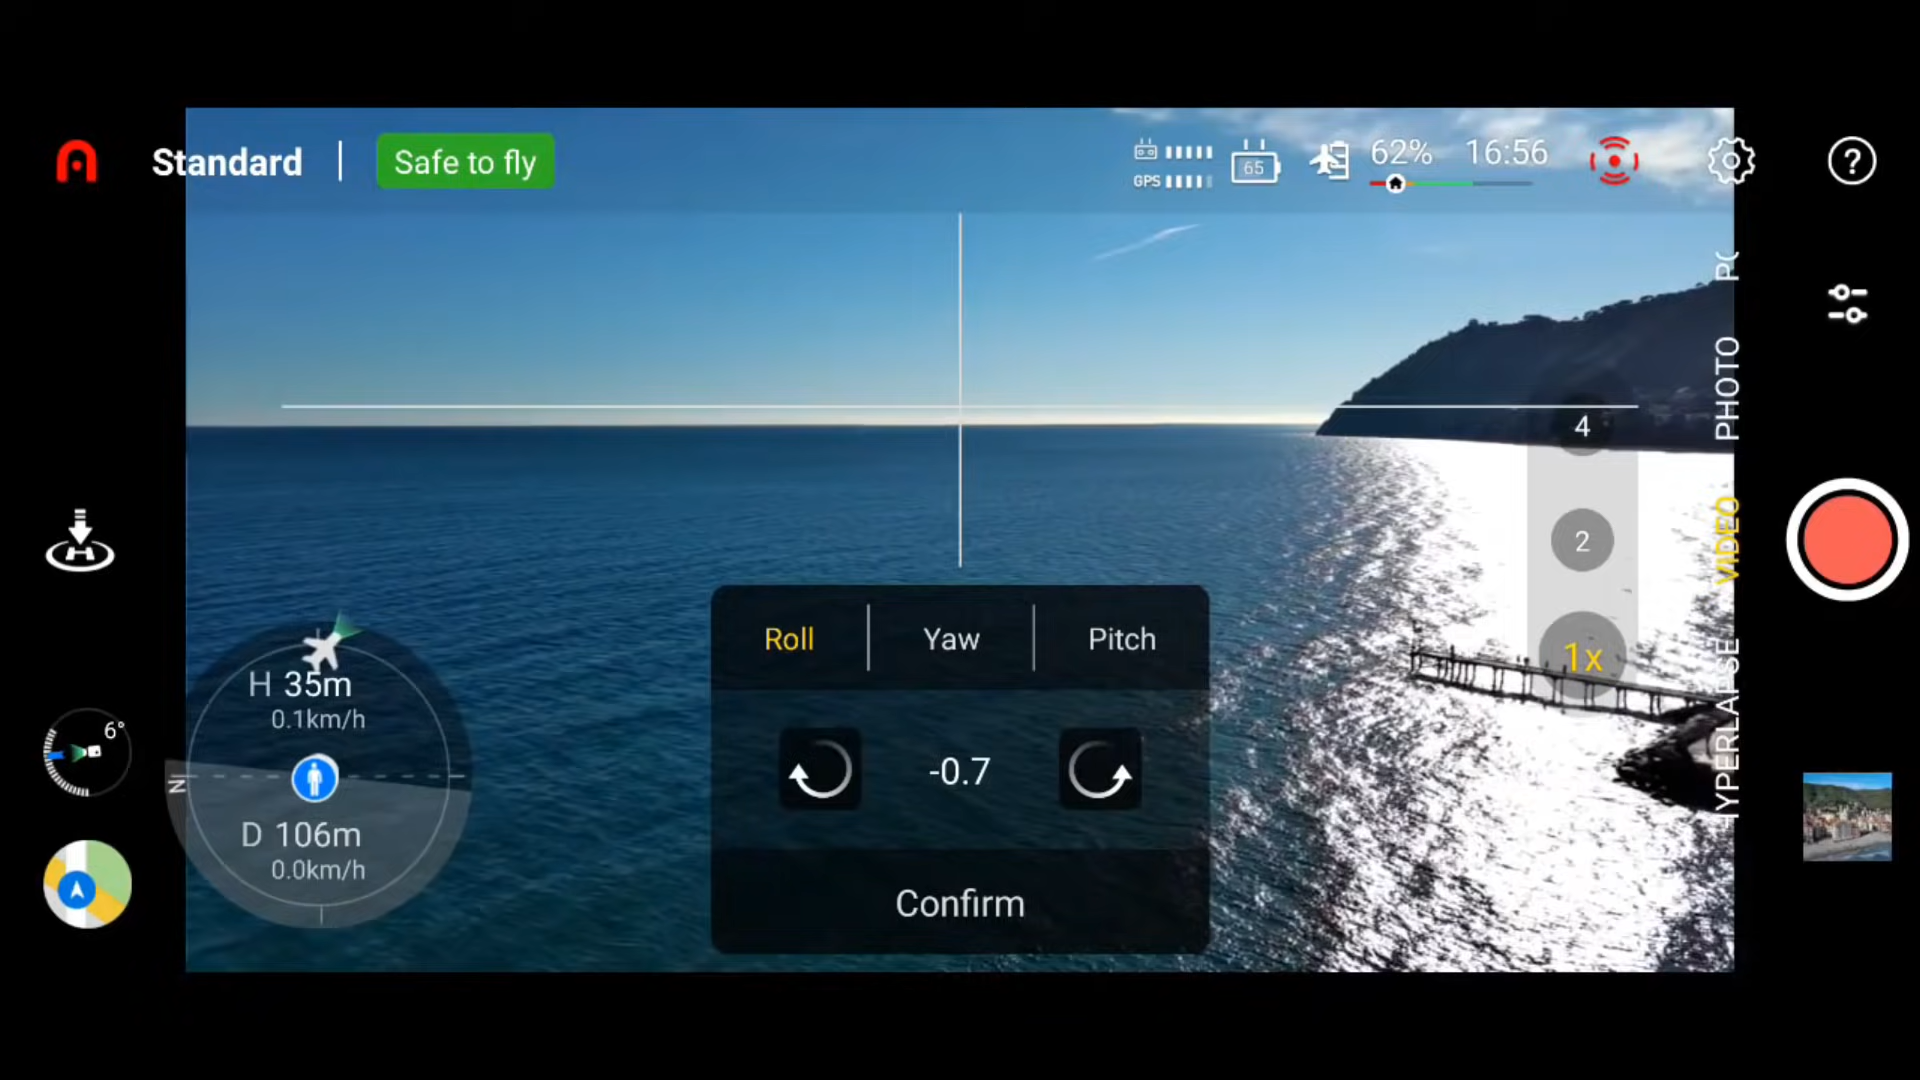 Standard
Safe to fly
GPS
65
62%
16:56
?
PHOTO
VIDEO
4
2
1x
H 35m
0.1km/h
N
D 106m
0.0km/h
6°
Roll
Yaw
Pitch
-0.7
Confirm